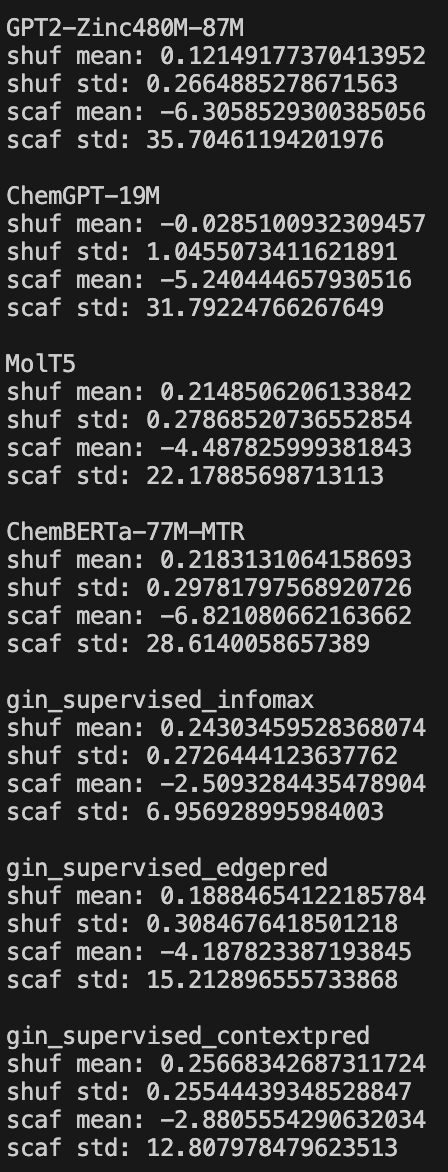 GPT2-Zinc480M-87M
shuf mean: 0.12149177370413952
shuf std: 0.2664885278671563
scaf mean: -6.3058529300385056
scaf std: 35.70461194201976
ChemGPT-19M
shuf mean: -0.0285100932309457
shuf std: 1.0455073411621891
scaf mean: -5.240444657930516
scaf std: 31.79224766267649
MolT5
shuf mean: 0.2148506206133842
shuf std: 0.27868520736552854
scaf mean: -4.487825999381843
scaf std: 22.17885698713113
ChemBERTa-77M-MTR
shuf mean: 0.2183131064158693
shuf std: 0.29781797568920726
scaf mean: -6.821080662163662
scaf std: 28.6140058657389
gin_supervised_infomax
shuf mean: 0.24303459528368074
shuf std: 0.2726444123637762
scaf mean: -2.5093284435478904
scaf std: 6.956928995984003
gin_supervised_edgepred
shuf mean: 0.18884654122185784
shuf std: 0.3084676418501218
scaf mean: -4.187823387193845
scaf std: 15.212896555733868
gin_supervised_contextpred
shuf mean: 0.25668342687311724
shuf std: 0.25544439348528847
scaf mean: -2.8805554290632034
scaf std: 12.807978479623513